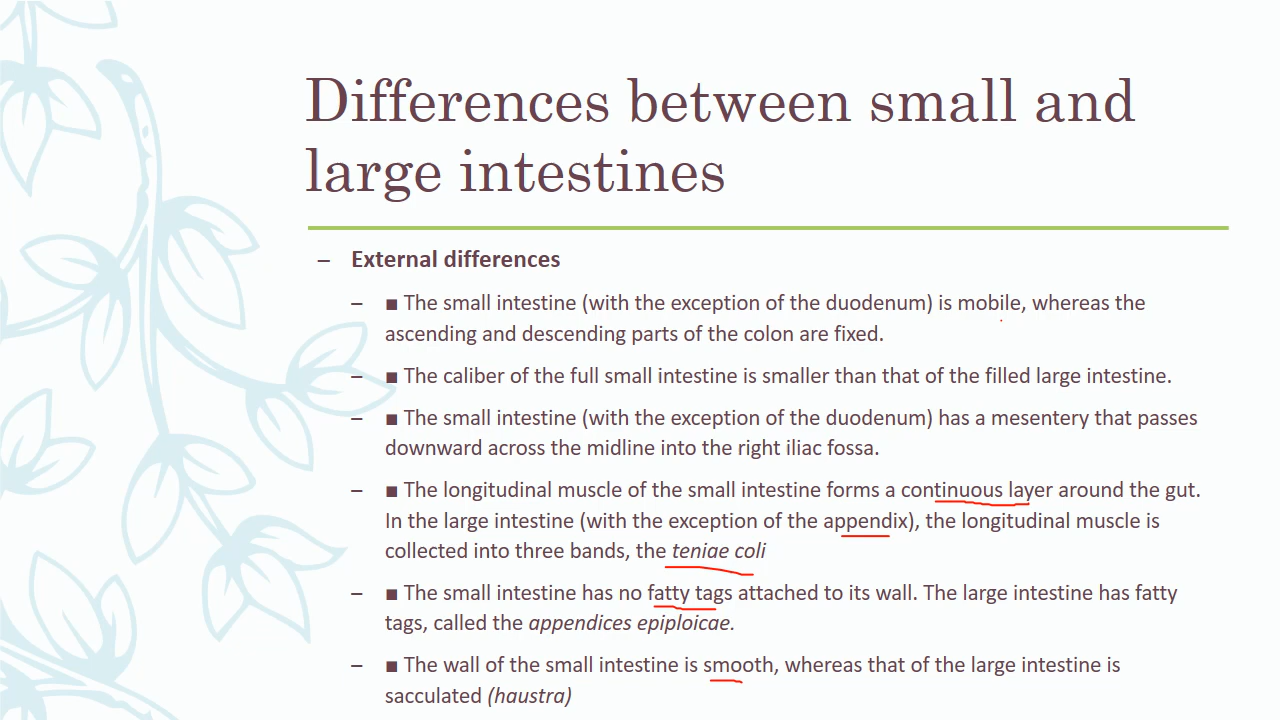 Differences between small and
large intestines
– External differences
– ■ The small intestine (with the exception of the duodenum) is mobile, whereas the
ascending and descending parts of the colon are fixed.
– ■ The caliber of the full small intestine is smaller than that of the filled large intestine.
– ■ The small intestine (with the exception of the duodenum) has a mesentery that passes
downward across the midline into the right iliac fossa.
– ■ The longitudinal muscle of the small intestine forms a continuous layer around the gut.
In the large intestine (with the exception of the appendix), the longitudinal muscle is
collected into three bands, the teniae coli
– ■ The small intestine has no fatty tags attached to its wall. The large intestine has fatty
tags, called the appendices epiploicae.
– ■ The wall of the small intestine is smooth, whereas that of the large intestine is
sacculated (haustra)